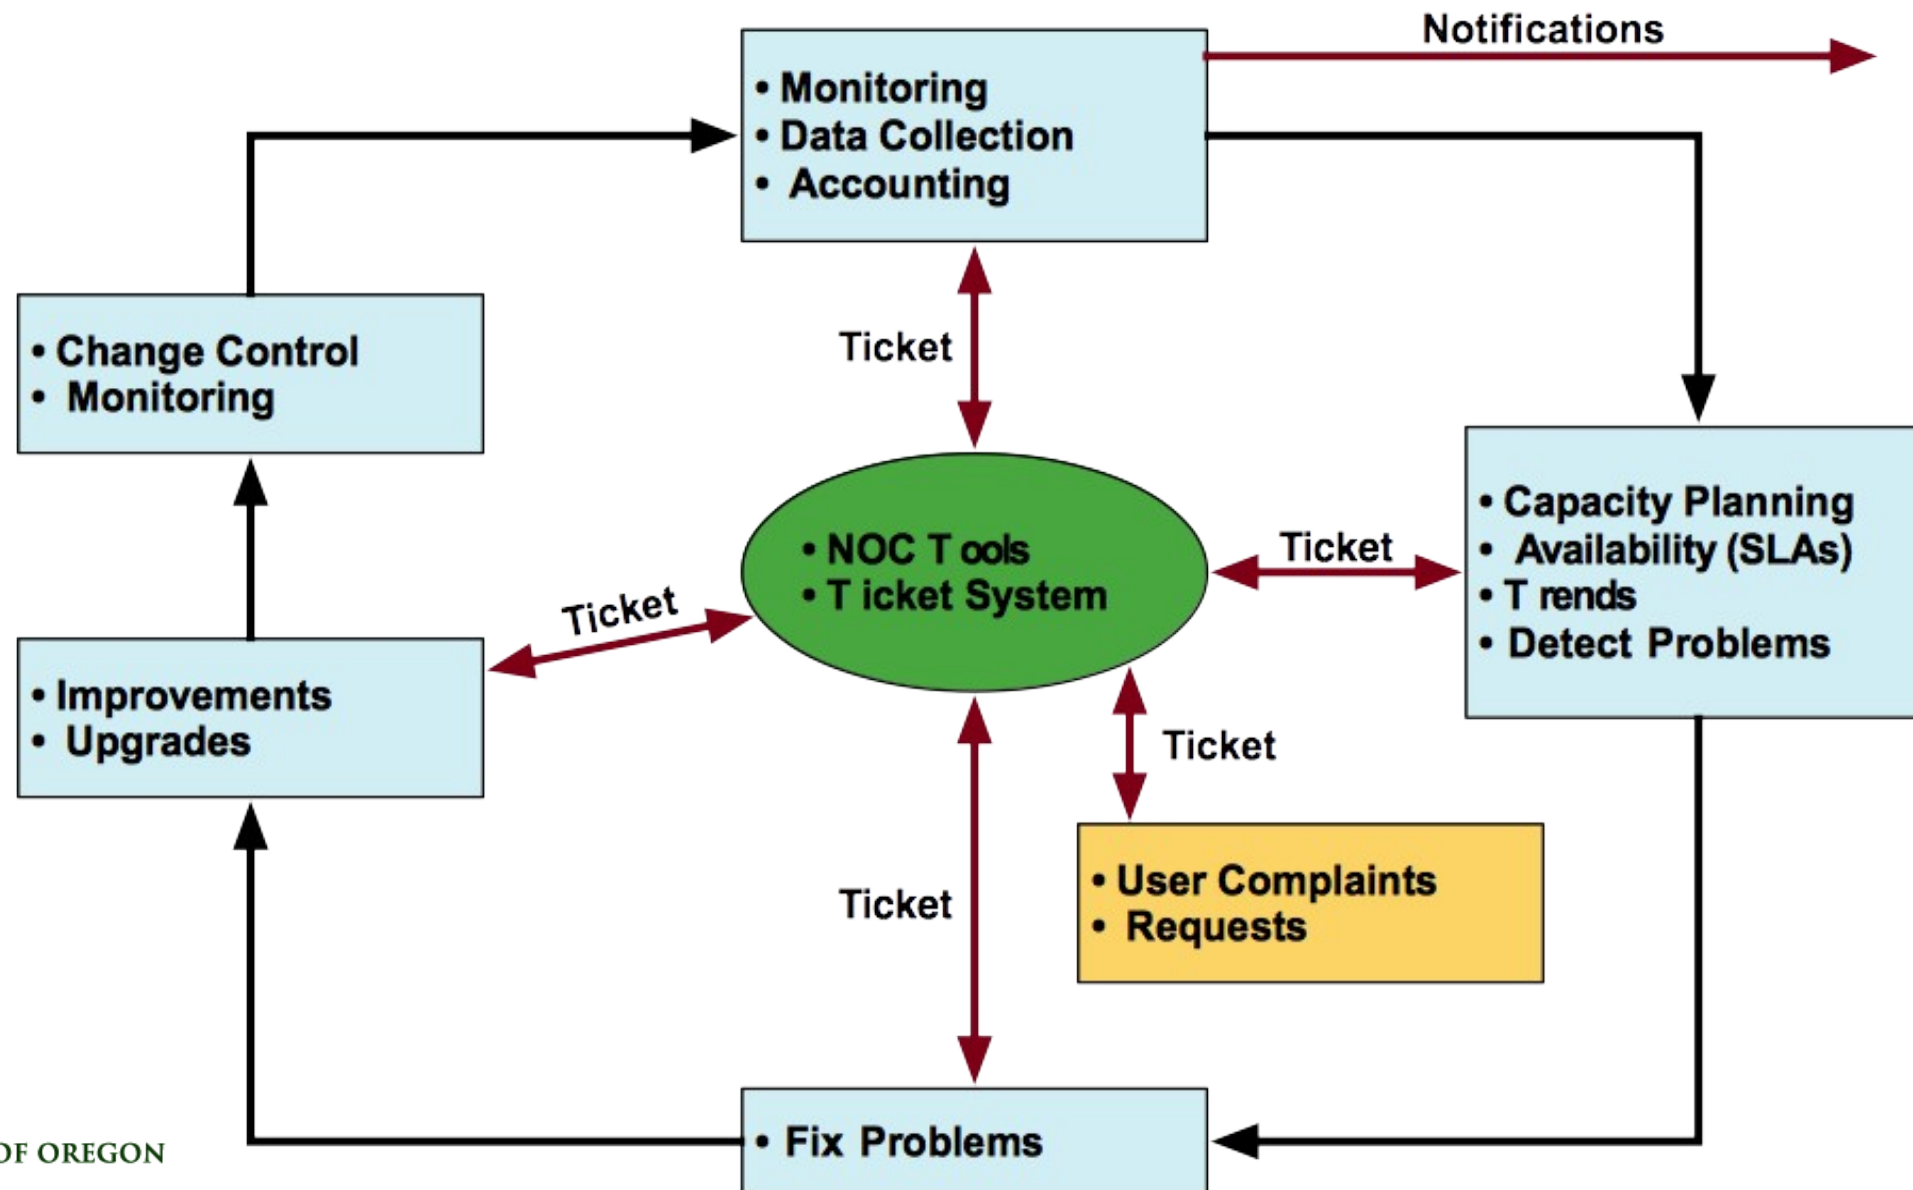 Notifications
• Monitoring
• Data Collection
• Accounting
Ticket
• Change Control
• Monitoring
• Capacity Planning
• Availability (SLAs)
• T rends
• Detect Problems
• NOC T ools
• T icket System
Ticket
Ticket
• Improvements
• Upgrades
Ticket
• User Complaints
• Requests
Ticket
• Fix Problems
OF OREGON